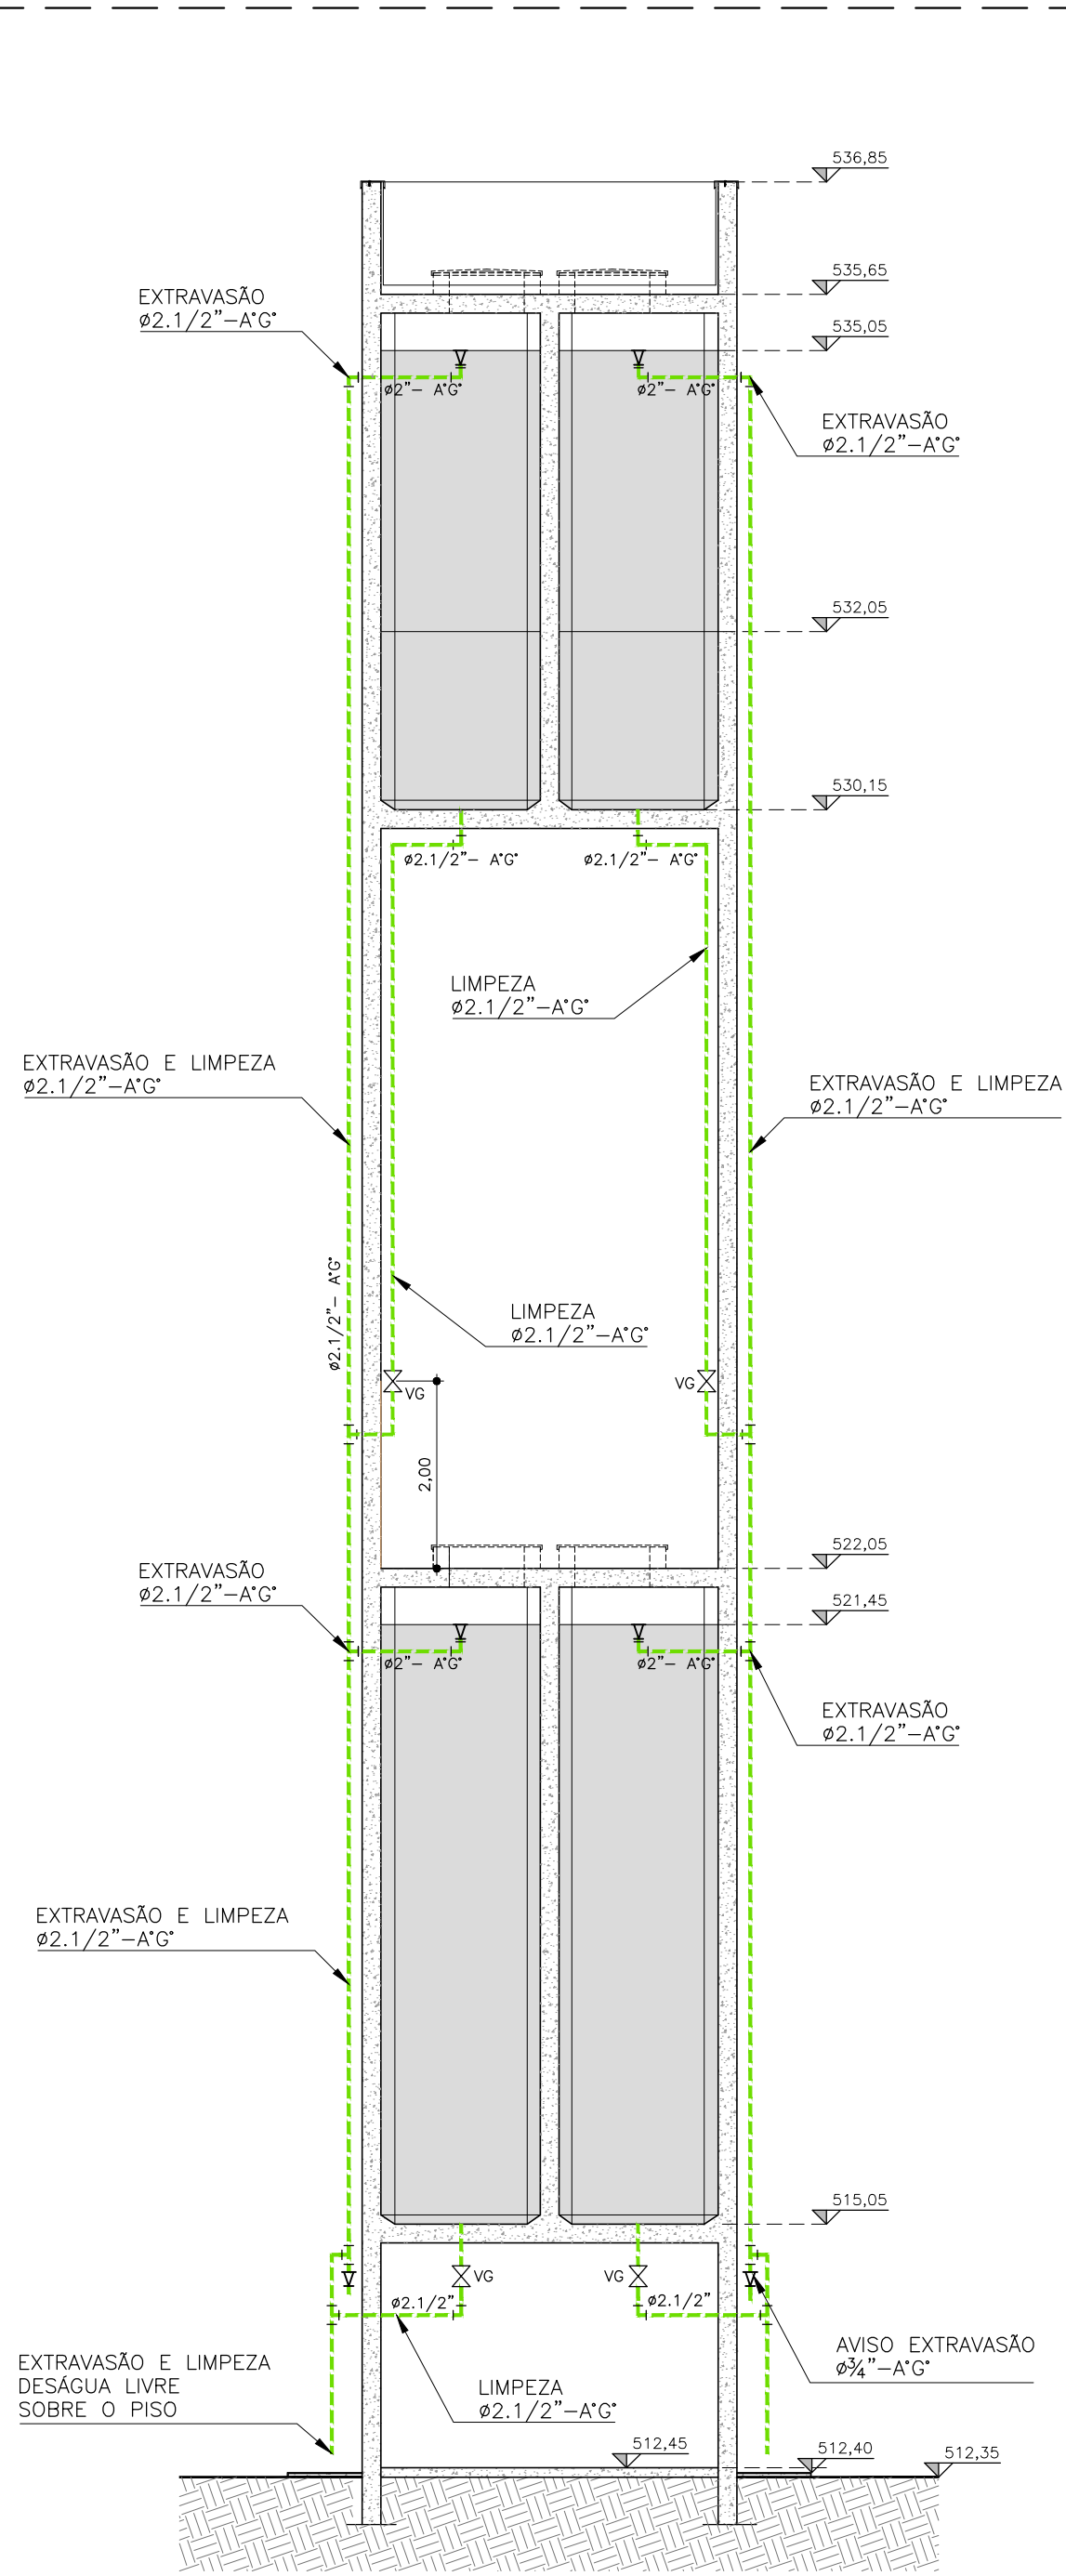 536,85
535,65
EXTRAVASÃO
ø2.1/2"-A°G°
535,05
ø2"- A°G°
ø2"- A°G°
EXTRAVASÃO
ø2.1/2"-A°G°
532,05
530,15
ø2.1/2"- A°G°
ø2.1/2"- A°G°
LIMPEZA
ø2.1/2"-A°G°
EXTRAVASÃO E LIMPEZA
ø2.1/2"-A°G°
EXTRAVASÃO E LIMPEZA
ø2.1/2"-A°G°
ø2.1/2"- A°G°
LIMPEZA
ø2.1/2"-A°G°
VG
VG
2,00
522,05
EXTRAVASÃO
ø2.1/2"-A°G°
521,45
ø2"- A°G°
ø2"- A°G°
EXTRAVASÃO
ø2.1/2"-A°G°
EXTRAVASÃO E LIMPEZA
ø2.1/2"-A°G°
515,05
VG
VG
ø2.1/2"
ø2.1/2"
AVISO EXTRAVASÃO
ø¾"-A°G°
EXTRAVASÃO E LIMPEZA
DESÁGUA LIVRE
SOBRE O PISO
LIMPEZA
ø2.1/2"-A°G°
512,45
512,40
512,35